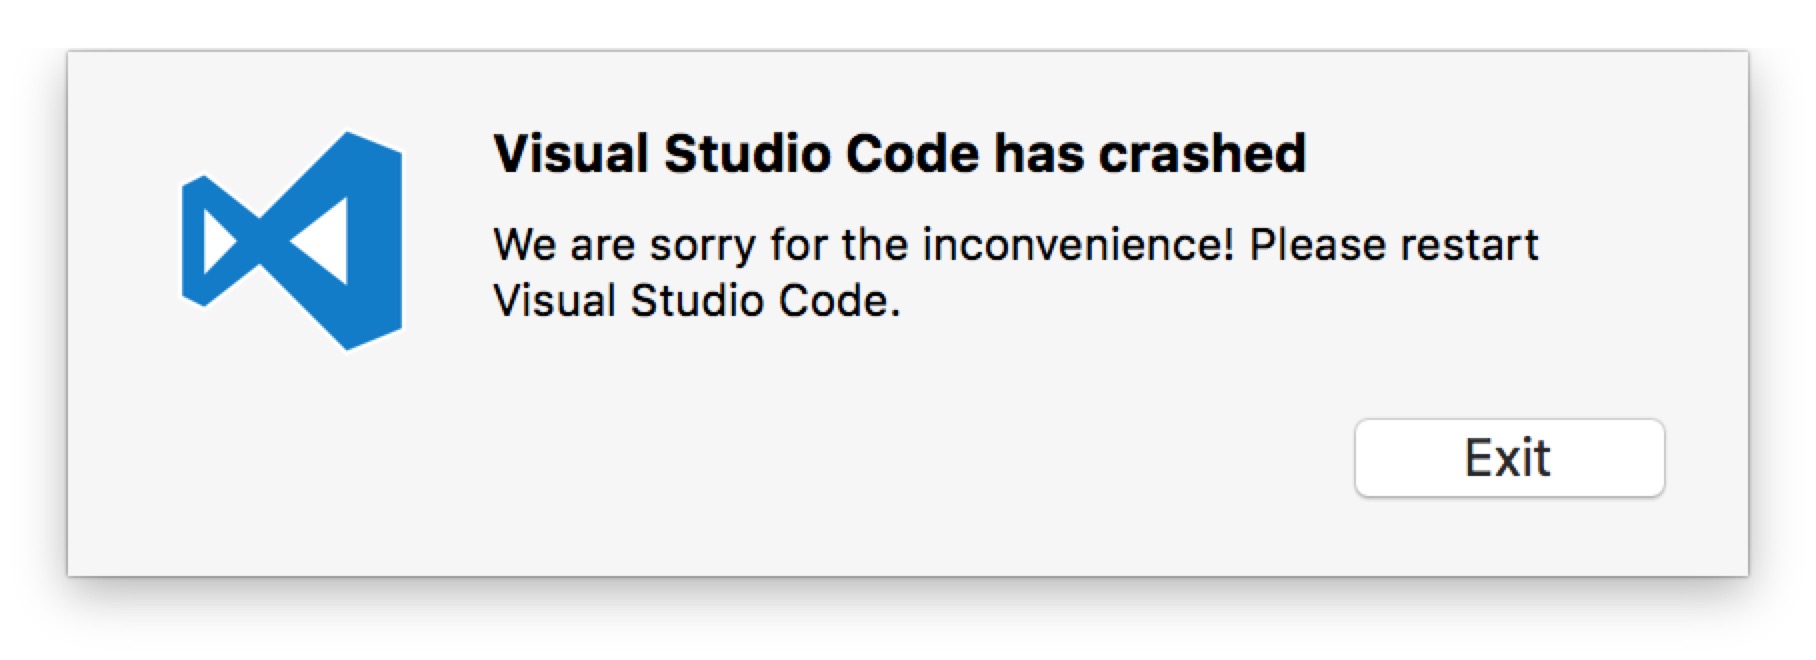 Visual Studio Code has crashed
We are sorry for the inconvenience! Please restart
Visual Studio Code.
Exit